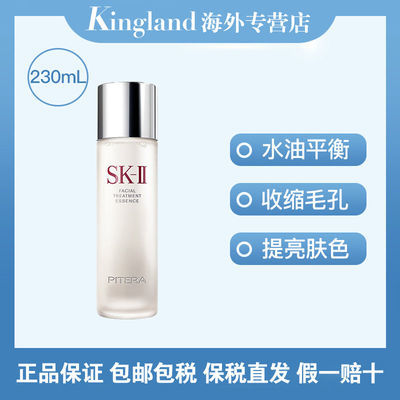 Kingland海外专营店
230mL
SK-II
FACIAL
TREATMENT
ESSENCE
PITERA
水油平衡
收缩毛孔
提亮肤色
正品保证 包邮包税 保税直发 假一赔十